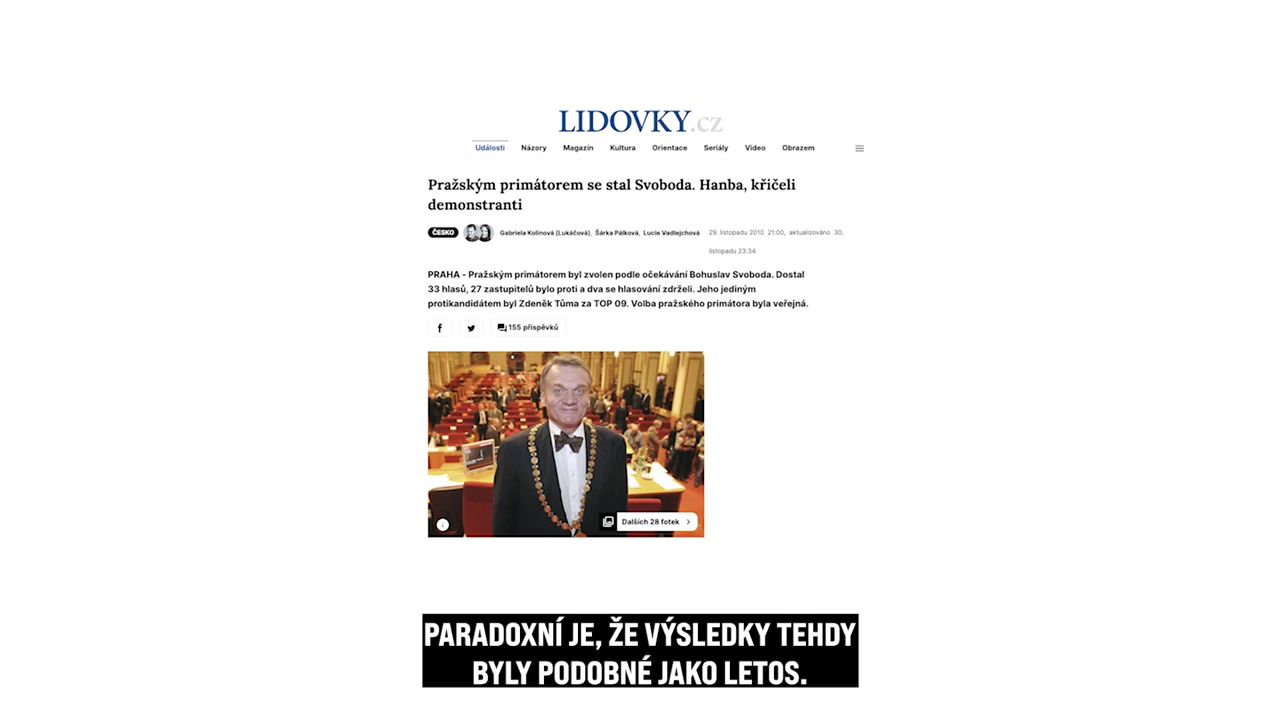 LIDOVKY.cz
Události Názory Magazín Kultura Orientace Seriály Video Obrazem
Pražským primátorem se stal Svoboda. Hanba, křičeli
demonstranti
ČESKO Gabriela Kolinová (Lukáčová), Šárka Pálková, Lucie Vadlejchová 29. listopadu 2010 21:00, aktualizováno 30.
listopadu 23:34
PRAHA - Pražským primátorem byl zvolen podle očekávání Bohuslav Svoboda. Dostal
33 hlasů, 27 zastupitelů bylo proti a dva se hlasování zdrželi. Jeho jediným
protikandidátem byl Zdeněk Tůma za TOP 09. Volba pražského primátora byla veřejná.
155 příspěvků
Dalších 28 fotek
PARADOXNÍ JE, ŽE VÝSLEDKY TEHDY
BYLY PODOBNÉ JAKO LETOS.